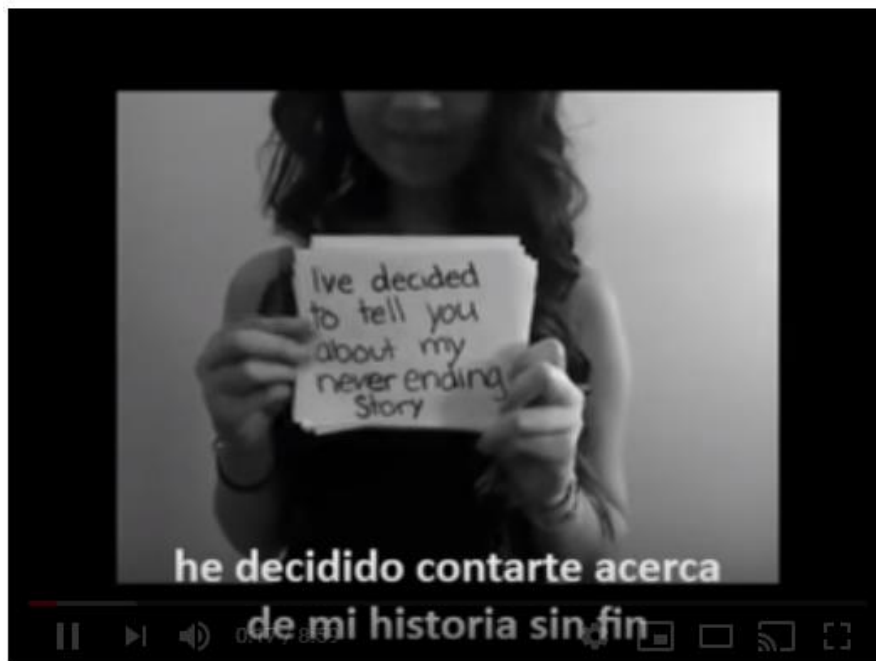 Ive decided
to tell you
about my
never ending
Story
he decidido contarte acerca
de mi historia sin fin